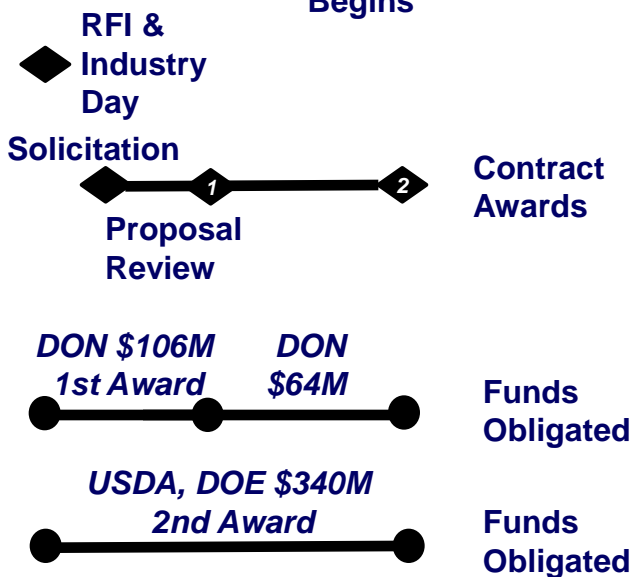 Begins
RFI &
Industry
Day
Solicitation
1
2
Contract
Awards
Proposal
Review
DON $106M
1st Award
DON
$64M
Funds
Obligated
USDA, DOE $340M
2nd Award
Funds
Obligated